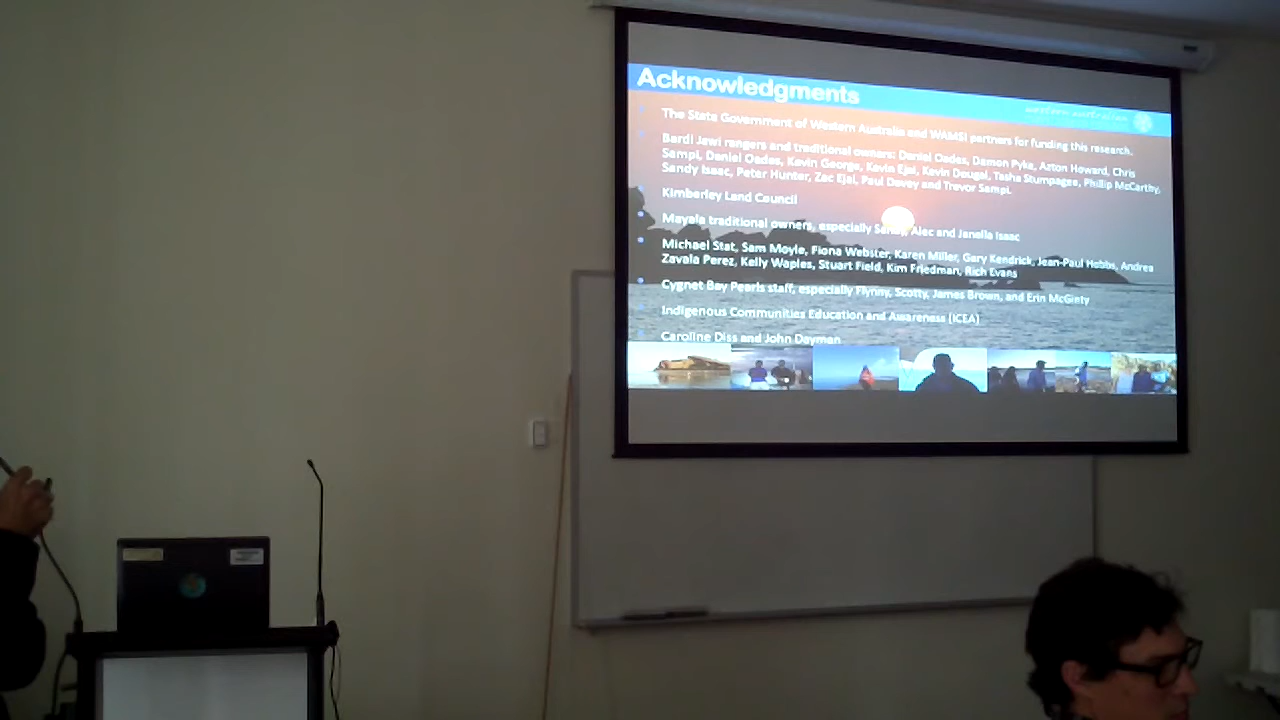 Acknowledgments
western australian
The State Government of Western Australia and WAMSI partners for funding this research.
Bardi Jawi rangers and traditional owners: Daniel Oades, Damon Pyke, Azton Howard, Chris
Sampi, Daniel Oades, Kevin George, Kevin Ejai, Kevin Dougal, Tasha Stumpagee, Phillip McCarthy,
Sandy Isaac, Peter Hunter, Zac Ejai, Paul Davey and Trevor Sampi.
Kimberley Land Council
Mayala traditional owners, especially Alec and Janella Isaac
Michael Stat, Sam Moyle, Fiona Webster, Karen Miller, Gary Kendrick, Jean-Paul Hobbs, Andrea
Zavala Perez, Kelly Waples, Stuart Field, Kim Friedman, Rich Evans
Cygnet Bay Pearls staff, especially Flynny, Scotty, James Brown, and Erin McGinty
Indigenous Communities Education and Awareness (ICEA)
Caroline Diss and John Dayman